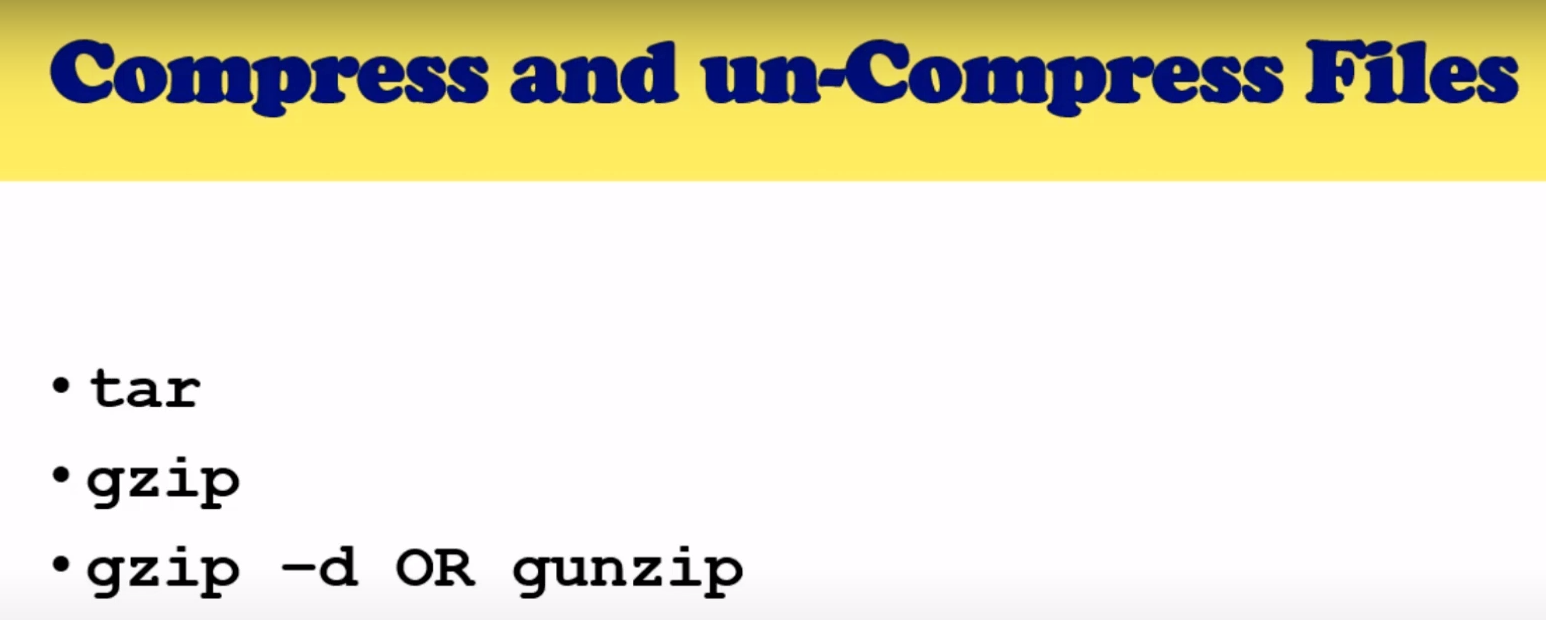 Compress and un-Compress Files
• tar
• gzip
• gzip –d OR gunzip